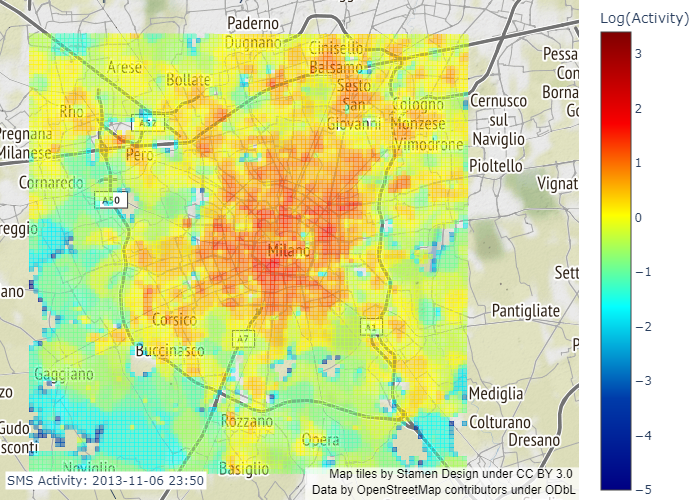 Paderno
Dugnano
Cinisello
Balsamo
Sesto
San
Giovanni
Arese
Bollate
Rho
A52
Pero
Pregnana
Milanese
Cornaredo
A50
Cologno
Monzese
Vimodrone
Cernusco
sul
Naviglio
Pioltello
Pessa
Con
Borna
Go
Vignat
reggio
Milano
ano
Sett
Pantigliate
P
Corsico
A7
A1
Buccinasco
Gaggiano
zo
Gudo
sconti
Mediglia
Colturano
Dresano
Rozzano
Opera
Noviglio
Basiglio
SMS Activity: 2013-11-06 23:50
Map tiles by Stamen Design under CC BY 3.0
Data by OpenStreetMap contributors under ODbL
Log(Activity)
3
2
1
0
−1
−2
−3
−4
−5